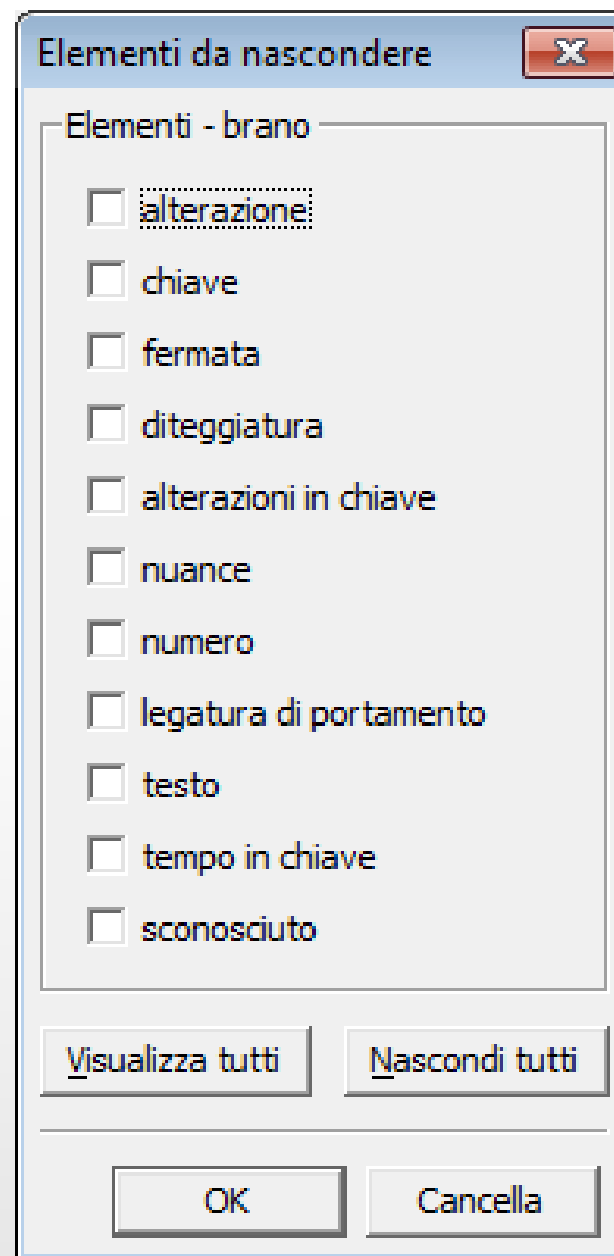 Elementi da nascondere
Elementi - brano
alterazione
chiave
fermata
diteggiatura
alterazioni in chiave
nuance
numero
legatura di portamento
testo
tempo in chiave
sconosciuto
Visualizza tutti Nascondi tutti
OK Cancella